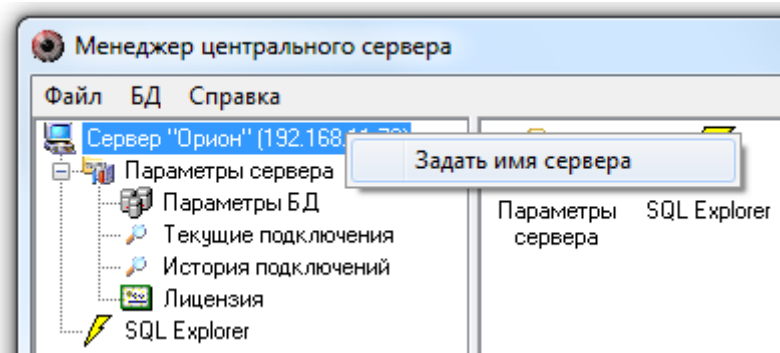 Менеджер центрального сервера
Файл БД Справка
Сервер "Орион" (192.168.
Задать имя сервера
Параметры сервера
Параметры БД
Текущие подключения
История подключений
Лицензия
SQL Explorer
Параметры сервера
SQL Explorer